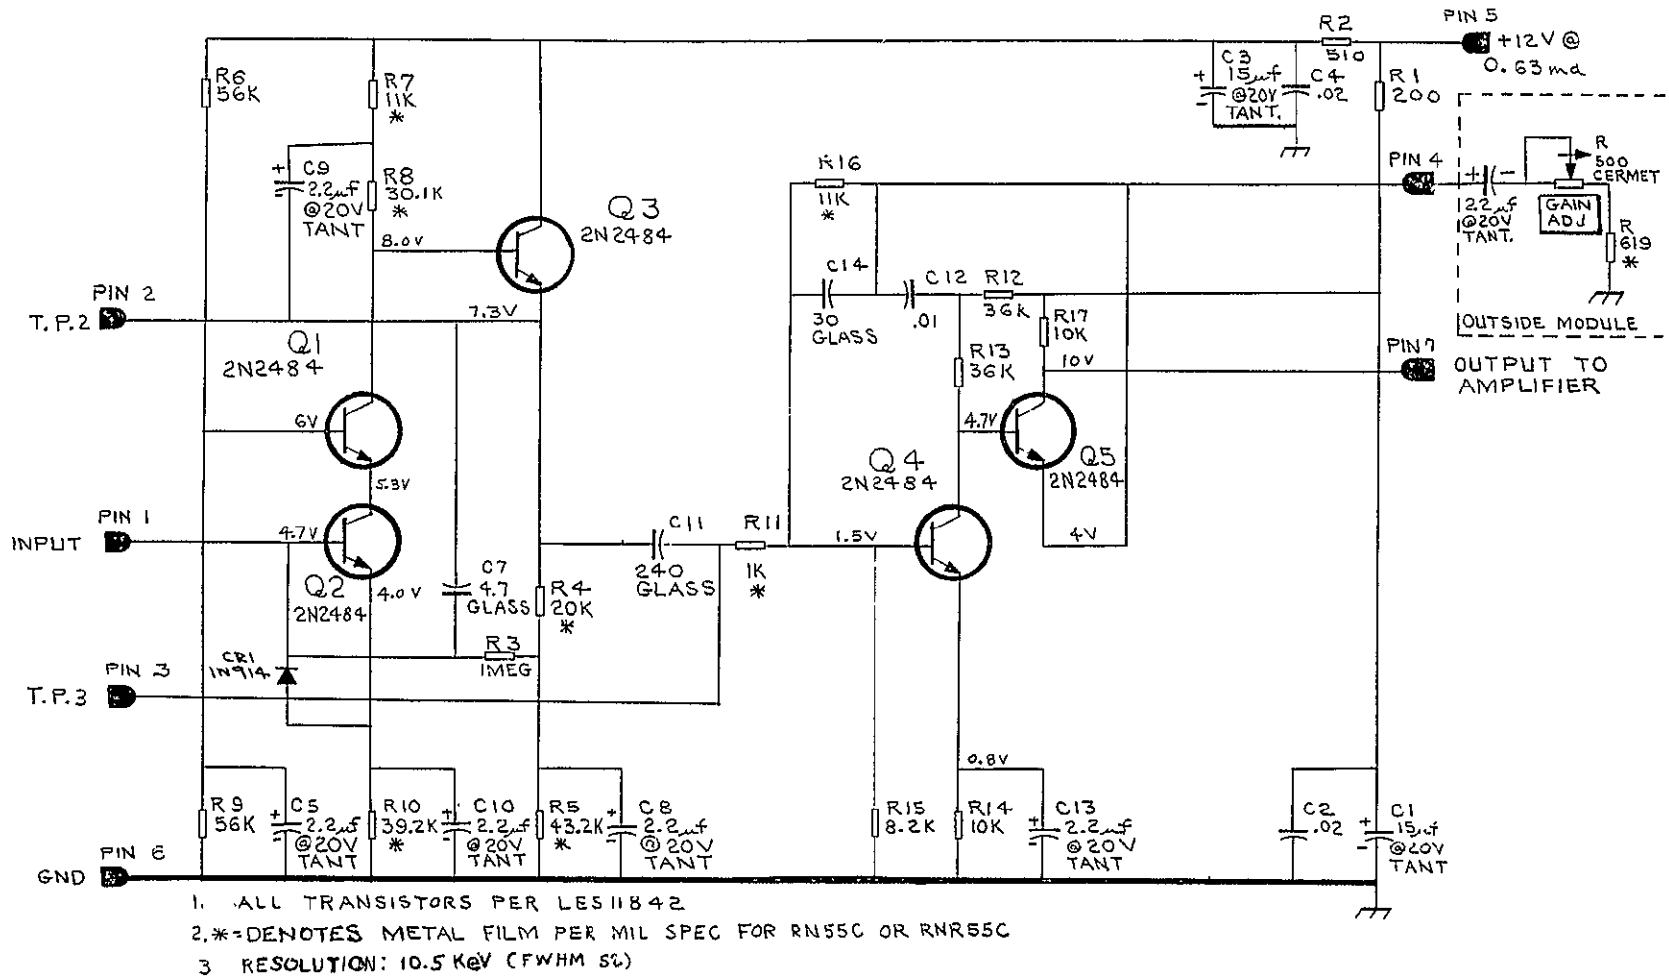 PIN 5
+12V @
0.63 ma
R2
510
R1
200
C3
15µf
@20V
TANT.
C4
.02
R6
56K
R7
11K
*
C9
2.2µf
@20V
TANT
R8
30.1K
*
8.0V
Q3
2N2484
R16
11K
*
PIN 4
2.2µf
@20V
TANT.
R
500
CERMET
GAIN
ADJ
R
619
*
OUTSIDE MODULE
PIN 2
T.P.2
7.3V
C14
30
GLASS
C12
.01
R12
36K
R17
10K
R13
36K
10V
PIN 7
OUTPUT TO
AMPLIFIER
Q1
2N2484
6V
5.3V
4.7V
Q5
2N2484
Q4
2N2484
PIN 1
INPUT
4.7V
Q2
2N2484
4.0V
C7
4.7
GLASS
R4
20K
*
C11
240
GLASS
R11
1K
*
1.5V
4V
R3
1MEG
CR1
1N914
PIN 3
T.P.3
0.8V
R9
56K
C5
2.2µf
@20V
TANT
R10
39.2K
*
C10
2.2µf
@20V
TANT
R5
43.2K
*
C8
2.2µf
@20V
TANT
R15
8.2K
R14
10K
C13
2.2µf
@20V
TANT
C2
.02
C1
15µf
@20V
TANT
PIN 6
GND
1. ALL TRANSISTORS PER LES11842
2.*=DENOTES METAL FILM PER MIL SPEC FOR RN55C OR RNR55C
3 RESOLUTION: 10.5 KeV (FWHM Si)